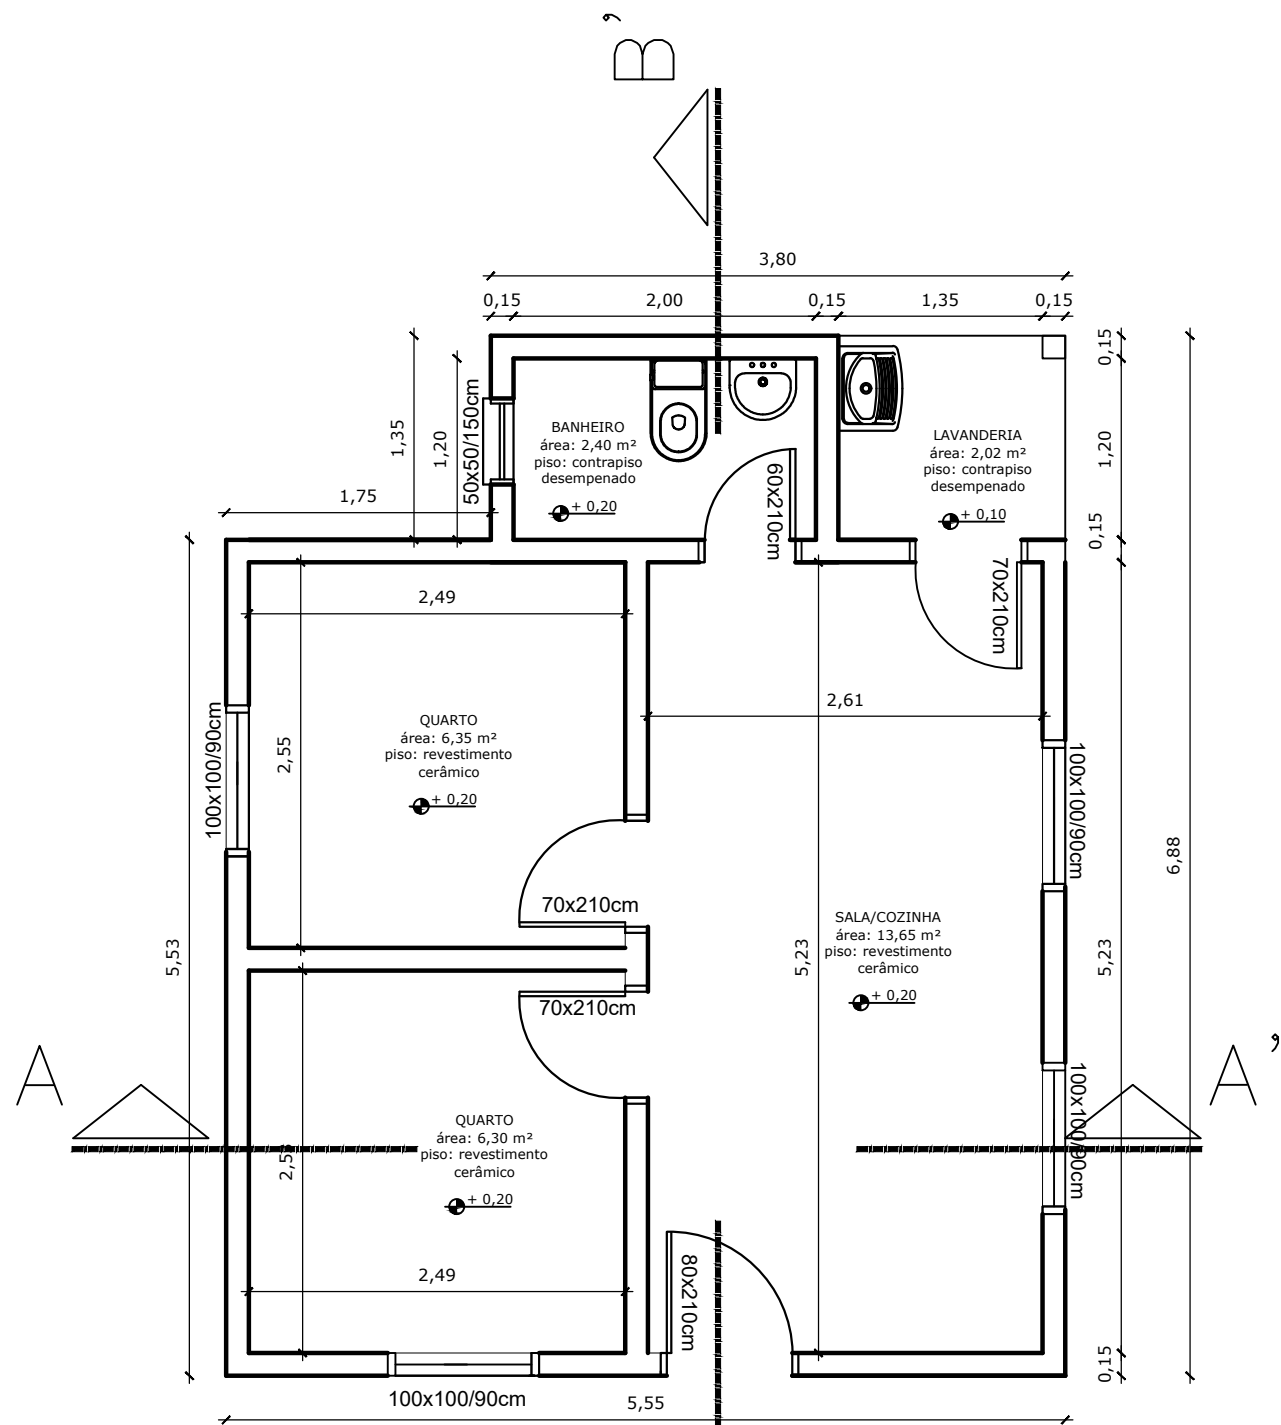 B’
3,80
0,15
2,00
0,15
1,35
0,15
0,15
1,35
1,20
50x50/150cm
BANHEIRO
área: 2,40 m²
piso: contrapiso
desempenado
+ 0,20
60x210cm
LAVANDERIA
área: 2,02 m²
piso: contrapiso
desempenado
+ 0,10
1,20
0,15
1,75
70x210cm
2,49
2,61
QUARTO
área: 6,35 m²
piso: revestimento
cerâmico
+ 0,20
2,55
100x100/90cm
100x100/90cm
6,88
70x210cm
5,53
SALA/COZINHA
área: 13,65 m²
piso: revestimento
cerâmico
+ 0,20
5,23
5,23
70x210cm
A
A’
QUARTO
área: 6,30 m²
piso: revestimento
cerâmico
+ 0,20
100x100/90cm
2,49
80x210cm
0,15
100x100/90cm
5,55